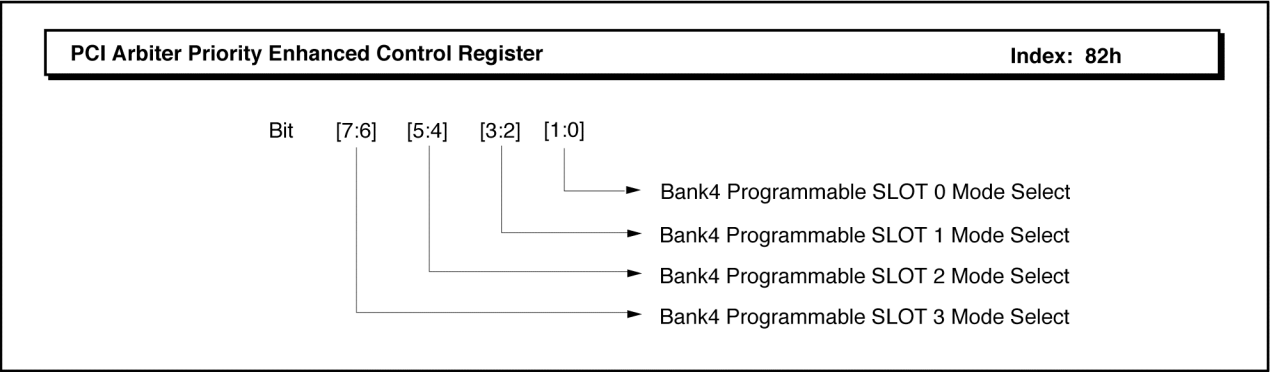 PCI Arbiter Priority Enhanced Control Register Index: 82h
Bit [7:6] [5:4] [3:2] [1:0]
Bank4 Programmable SLOT 0 Mode Select
Bank4 Programmable SLOT 1 Mode Select
Bank4 Programmable SLOT 2 Mode Select
Bank4 Programmable SLOT 3 Mode Select